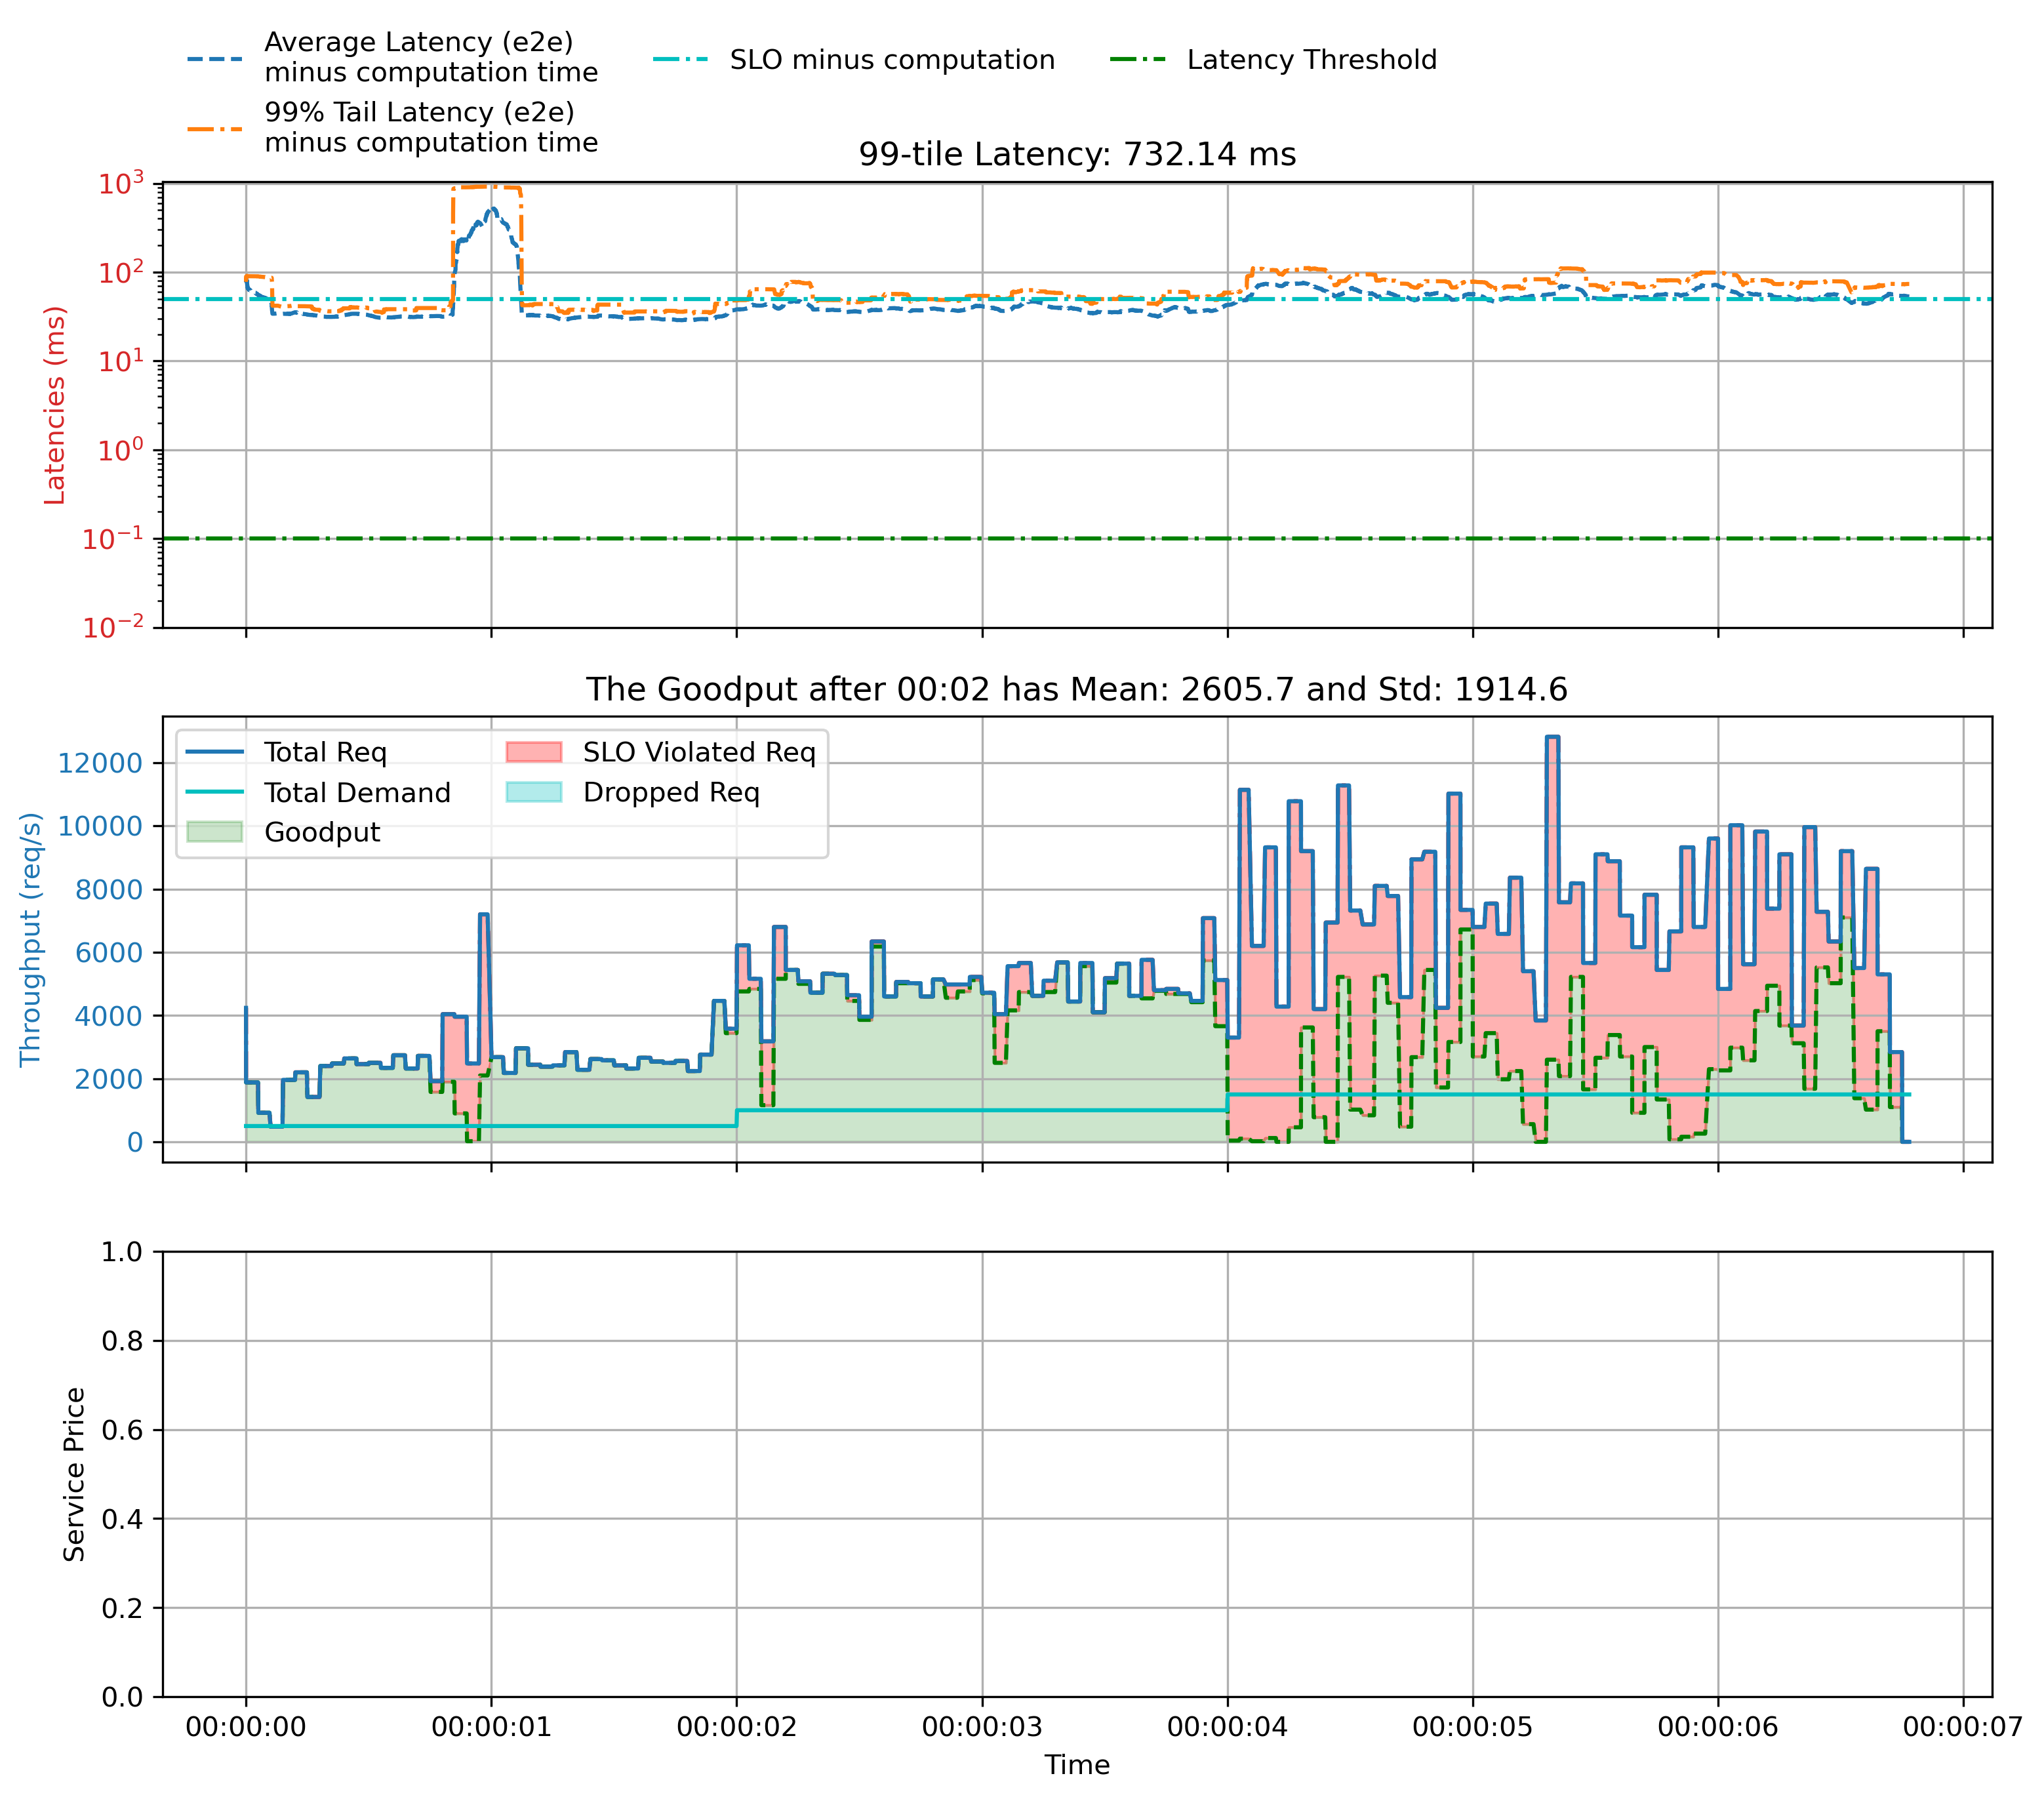 Average Latency (e2e)
minus computation time
99% Tail Latency (e2e)
minus computation time
SLO minus computation
Latency Threshold
99-tile Latency: 732.14 ms
Latencies (ms)
10³
10²
10¹
10⁰
10⁻¹
10⁻²
The Goodput after 00:02 has Mean: 2605.7 and Std: 1914.6
Throughput (req/s)
12000
10000
8000
6000
4000
2000
0
Total Req
Total Demand
Goodput
SLO Violated Req
Dropped Req
Service Price
1.0
0.8
0.6
0.4
0.2
0.0
00:00:00 00:00:01 00:00:02 00:00:03 00:00:04 00:00:05 00:00:06 00:00:07
Time